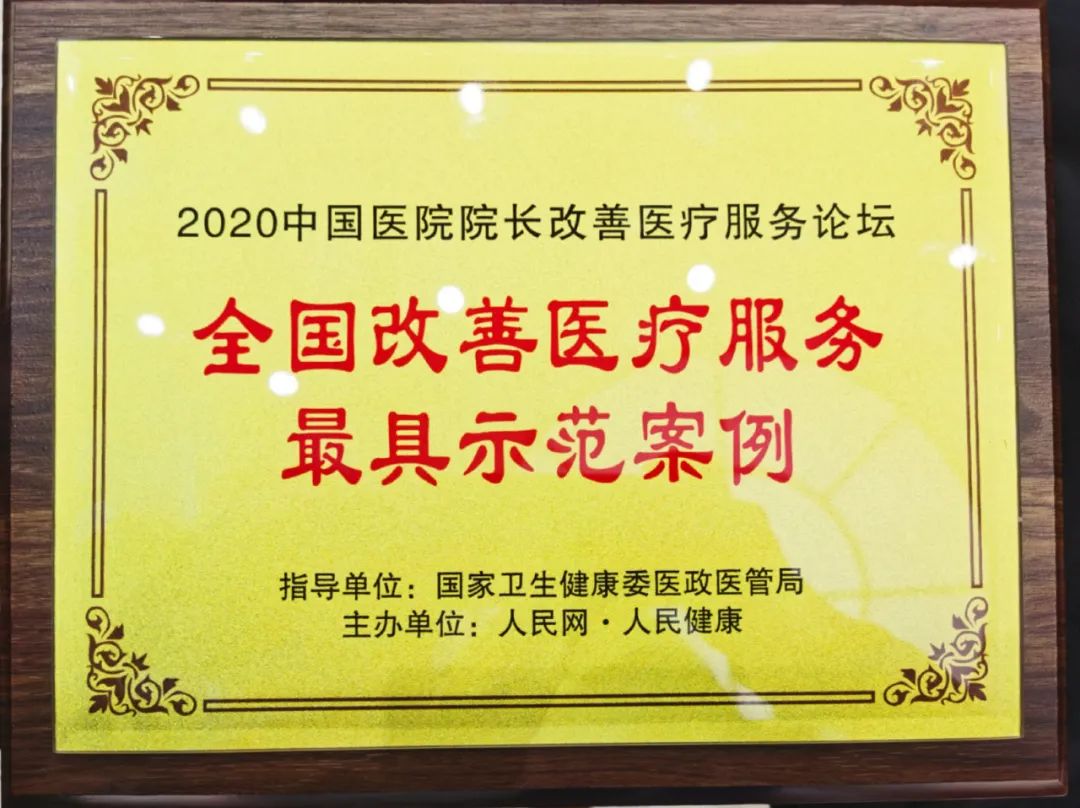 2020中国医院院长改善医疗服务论坛
全国改善医疗服务
最具示范案例
指导单位：国家卫生健康委医政医管局
主办单位：人民网·人民健康